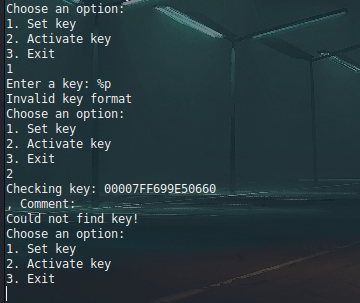 Choose an option:
1. Set key
2. Activate key
3. Exit
1
Enter a key: %p
Invalid key format
Choose an option:
1. Set key
2. Activate key
3. Exit
2
Checking key: 00007FF699E50660
, Comment:
Could not find key!
Choose an option:
1. Set key
2. Activate key
3. Exit